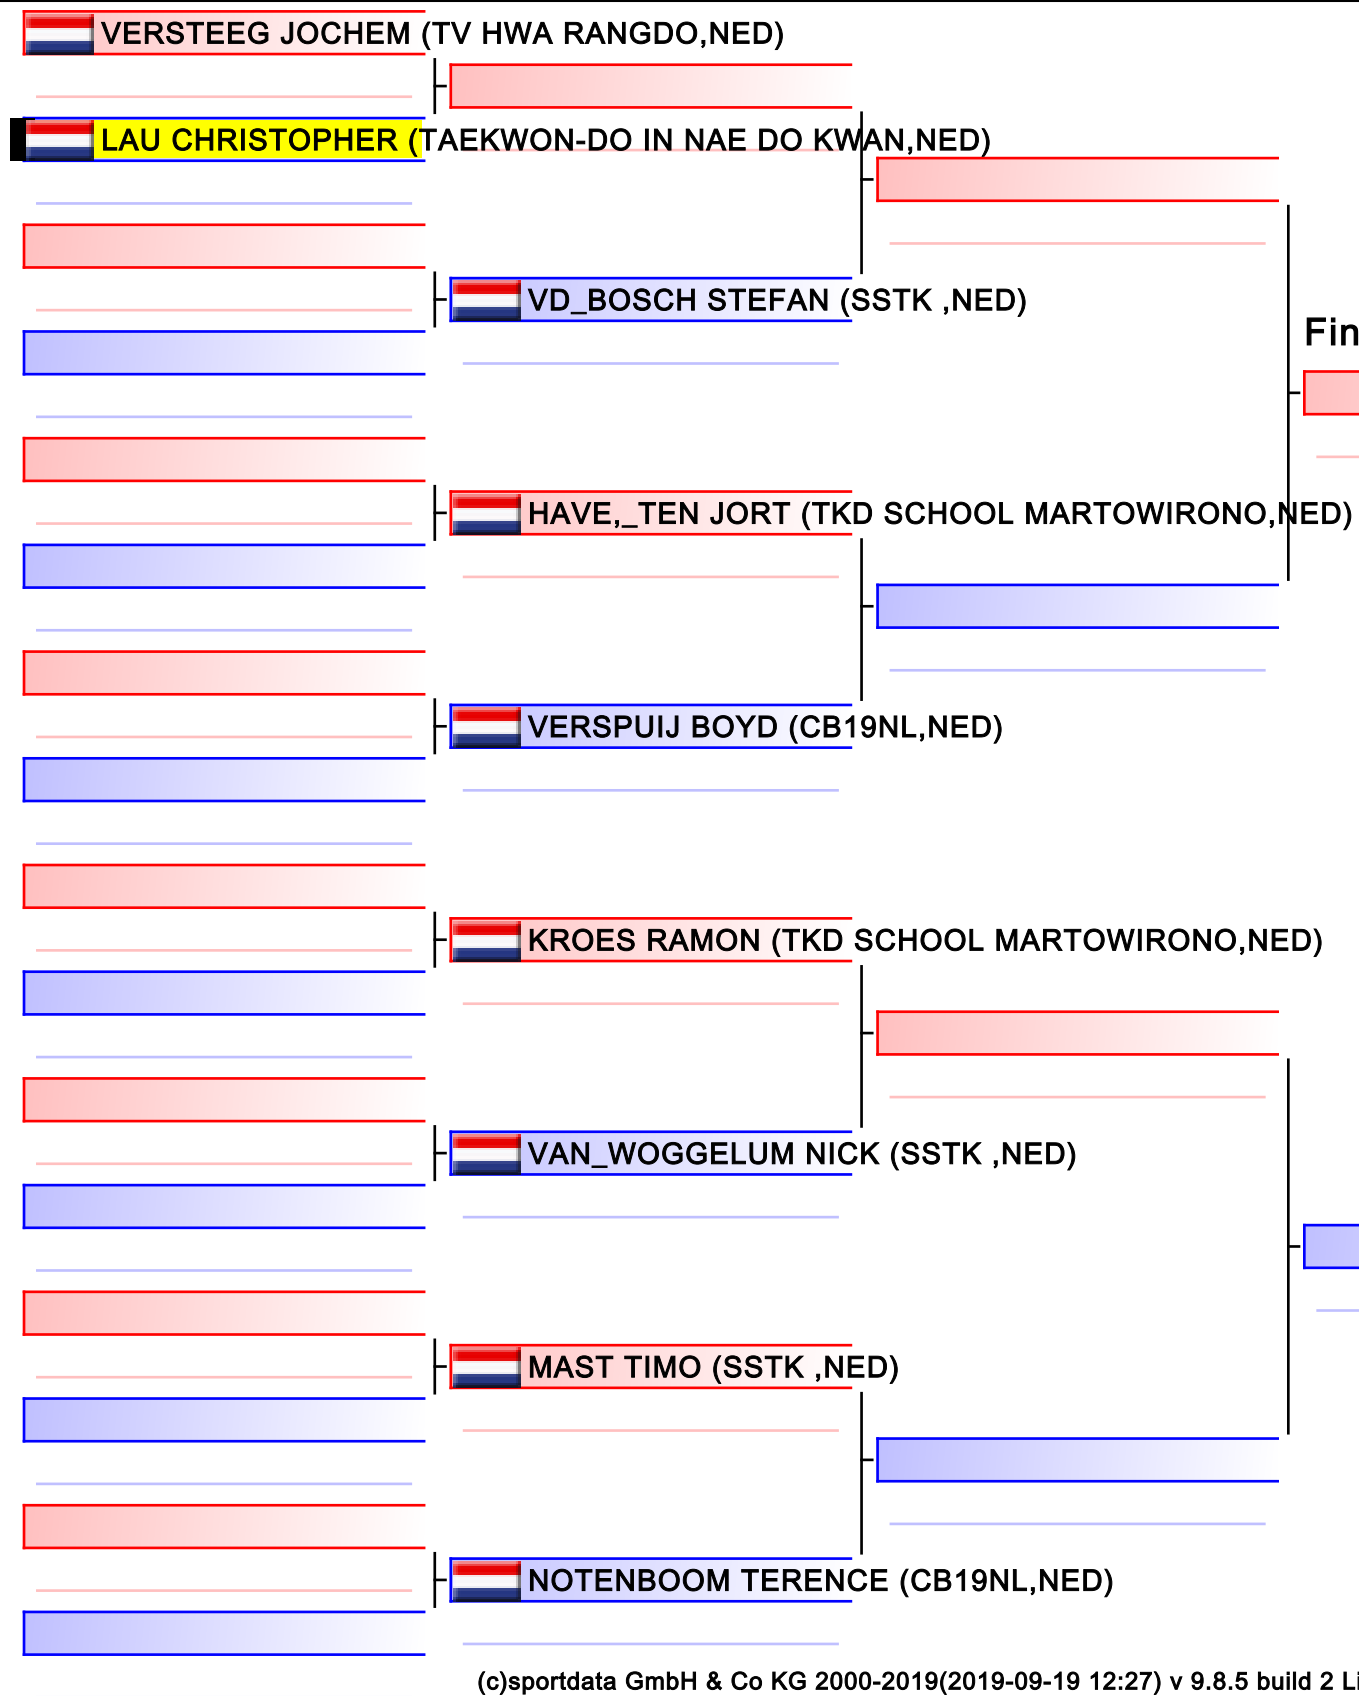 VERSTEEG JOCHEM (TV HWA RANGDO,NED)
LAU CHRISTOPHER (TAEKWON-DO IN NAE DO KWAN,NED)
VD_BOSCH STEFAN (SSTK ,NED)
Fin
HAVE,_TEN JORT (TKD SCHOOL MARTOWIRONO,NED)
VERSPUIJ BOYD (CB19NL,NED)
KROES RAMON (TKD SCHOOL MARTOWIRONO,NED)
VAN_WOGGELUM NICK (SSTK ,NED)
MAST TIMO (SSTK ,NED)
NOTENBOOM TERENCE (CB19NL,NED)
(c)sportdata GmbH & Co KG 2000-2019(2019-09-19 12:27) v 9.8.5 build 2 Li